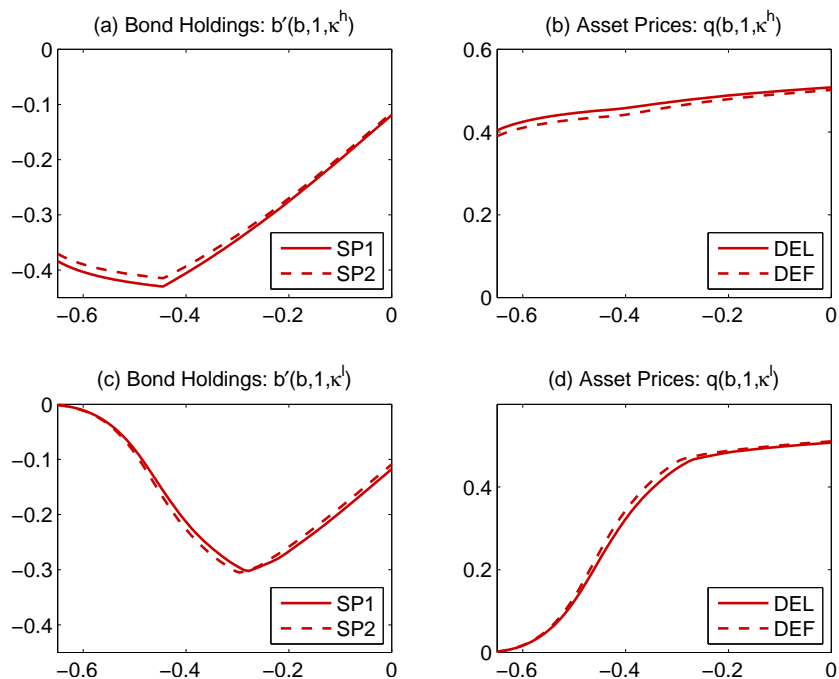 (a) Bond Holdings: b′(b,1,κʰ)
0
−0.1
−0.2
−0.3
−0.4
−0.6 −0.4 −0.2 0
SP1
SP2
(b) Asset Prices: q(b,1,κʰ)
0.6
0.4
0.2
0
−0.6 −0.4 −0.2 0
DEL
DEF
(c) Bond Holdings: b′(b,1,κˡ)
0
−0.1
−0.2
−0.3
−0.4
−0.6 −0.4 −0.2 0
SP1
SP2
(d) Asset Prices: q(b,1,κˡ)
0.4
0.2
0
−0.6 −0.4 −0.2 0
DEL
DEF